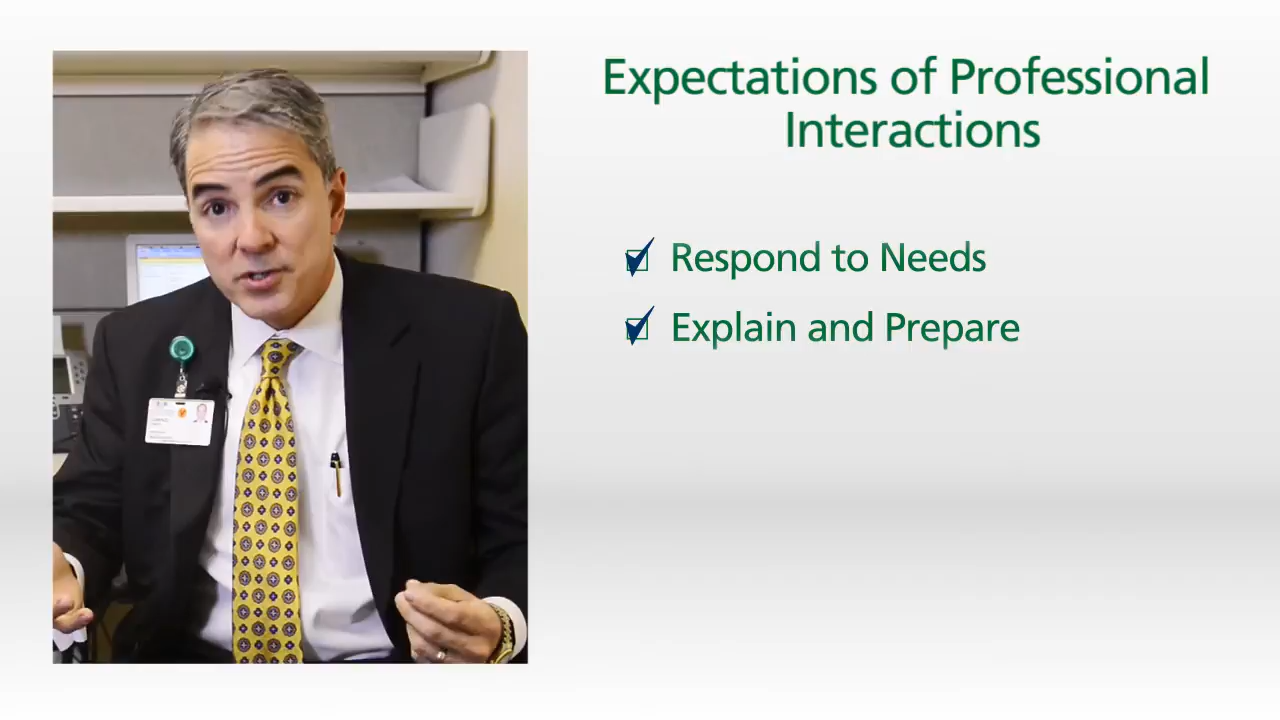 Expectations of Professional
Interactions
Respond to Needs
Explain and Prepare